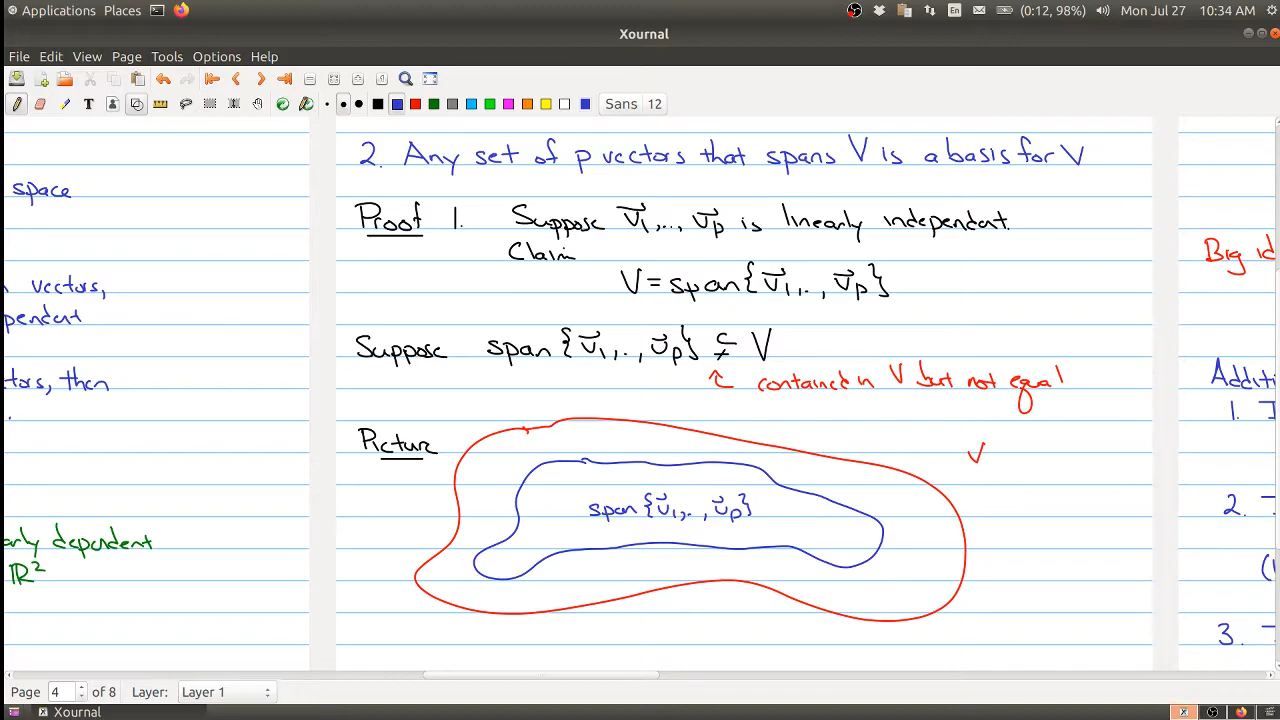 Applications Places (0:12, 98%) Mon Jul 27 10:34 AM
Xournal
File Edit View Page Tools Options Help
Sans 12
2. Any set of p vectors that spans V is a basis for V
space
Proof 1. Suppose v⃗₁,..,v⃗ₚ is linearly independent.
Claim
Big id
V = span{v⃗₁,..,v⃗ₚ}
vectors,
pendent
Suppose span{v⃗₁,..,v⃗ₚ} ⊊ V
tors, then
contained in V but not equal
Additi
1.
Picture
V
span{v⃗₁,..,v⃗ₚ}
2.
rly dependent
ℝ²
3.
Page 4 of 8 Layer: Layer 1
Xournal